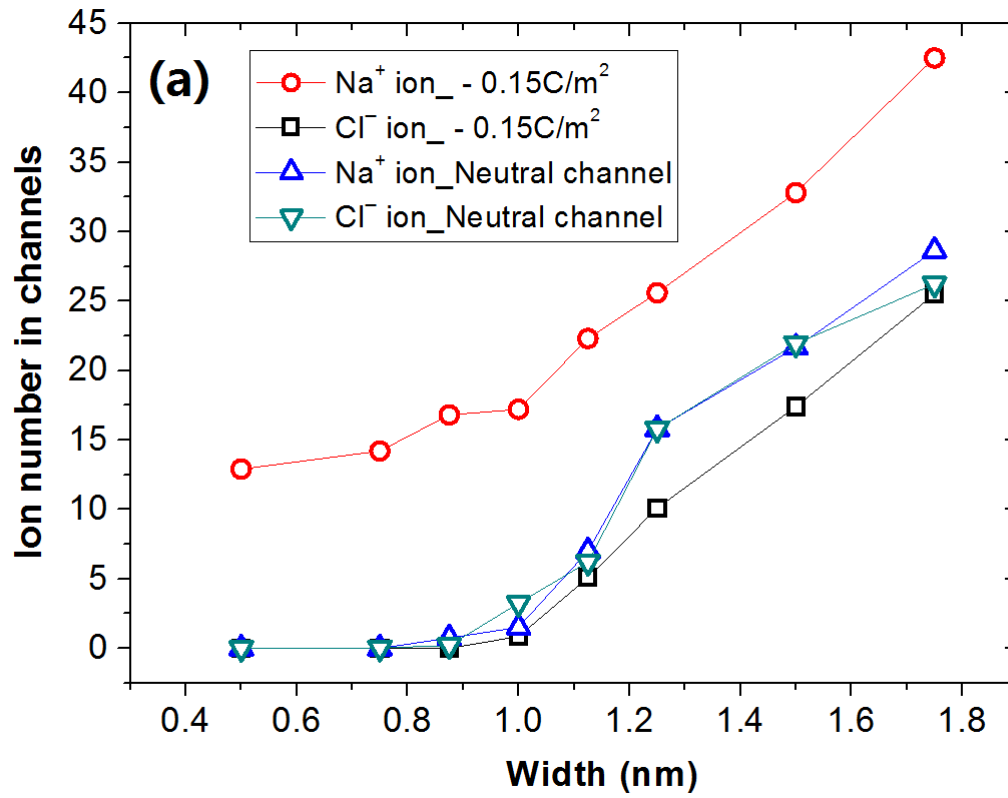 (a)
Na⁺ ion_ - 0.15C/m²
Cl⁻ ion_ - 0.15C/m²
Na⁺ ion_Neutral channel
Cl⁻ ion_Neutral channel
Ion number in channels
45
40
35
30
25
20
15
10
5
0
0.4 0.6 0.8 1.0 1.2 1.4 1.6 1.8
Width (nm)